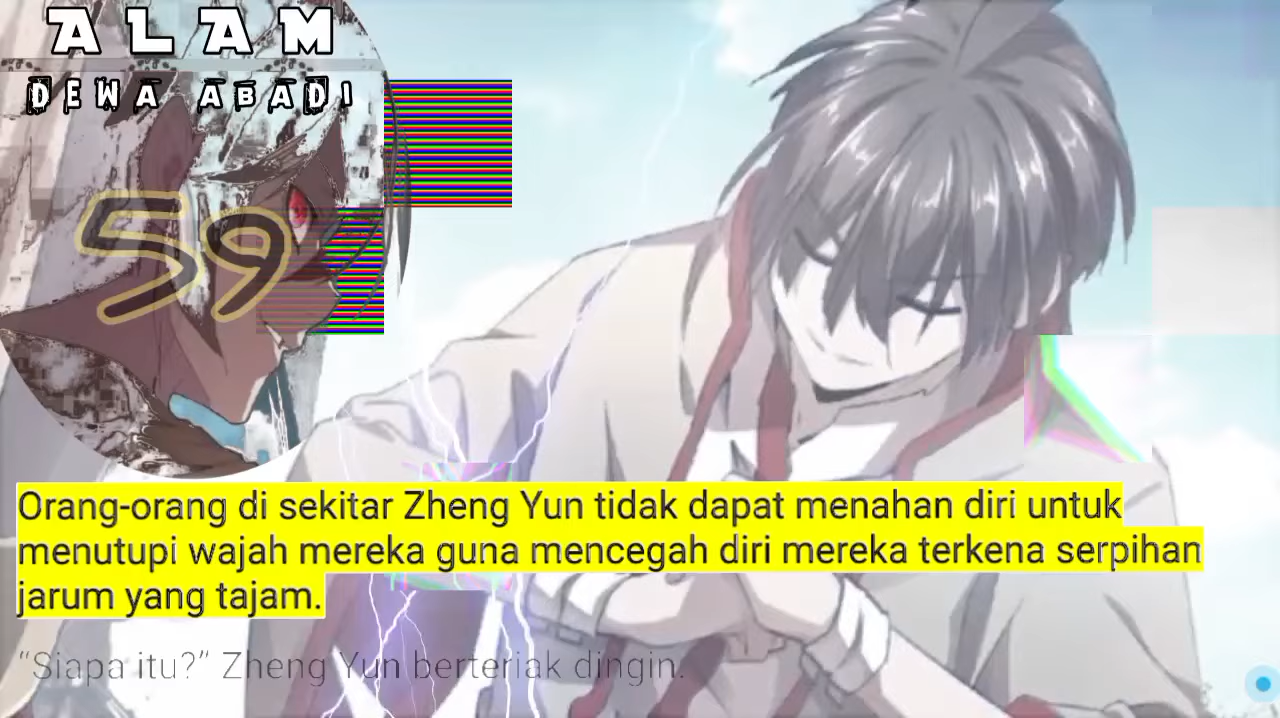 ALAM
DEWA ABADI
59
Orang-orang di sekitar Zheng Yun tidak dapat menahan diri untuk
menutupi wajah mereka guna mencegah diri mereka terkena serpihan
jarum yang tajam.
“Siapa itu?” Zheng Yun berteriak dingin.